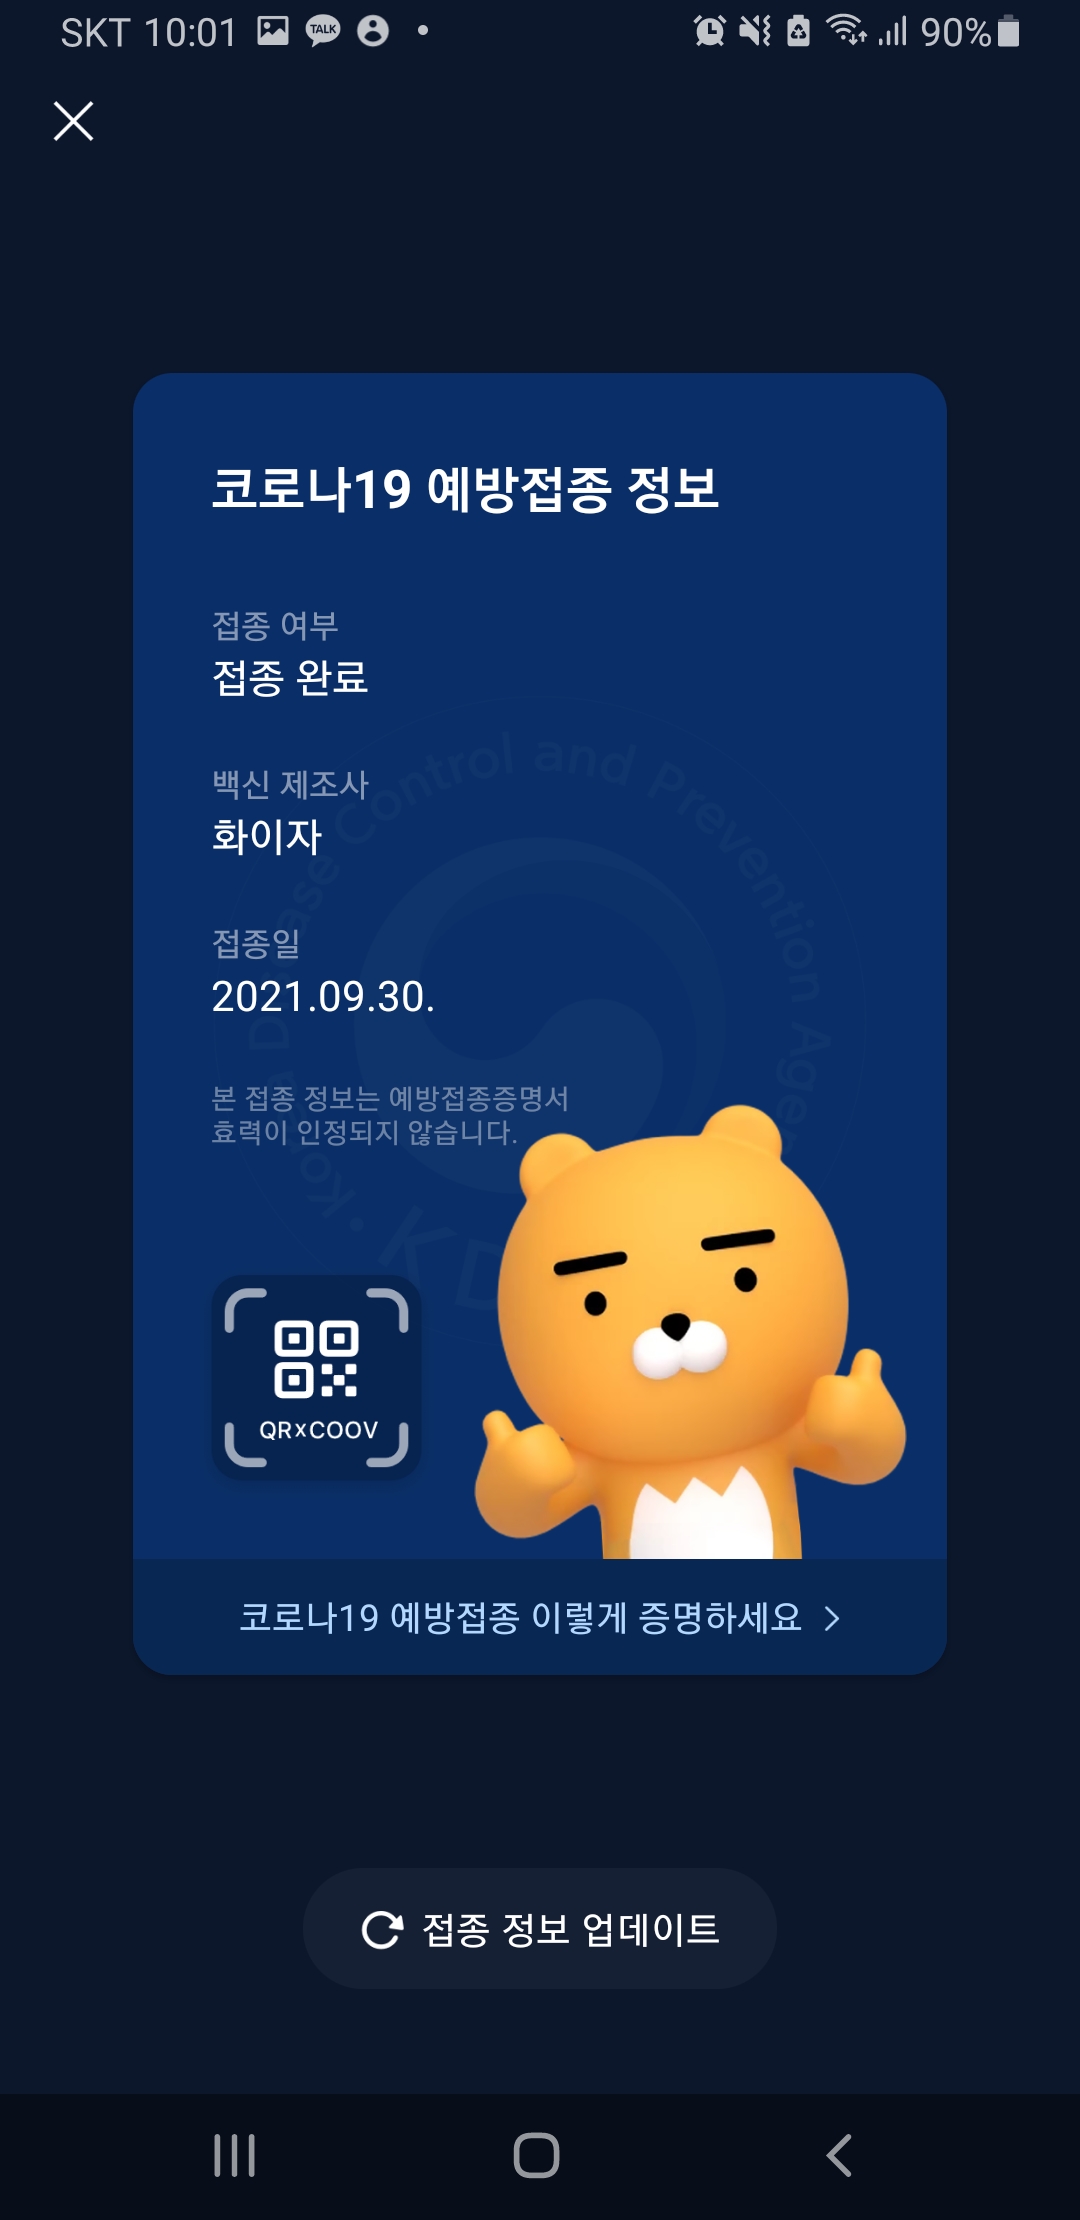 SKT 10:01 TALK 90%
코로나19 예방접종 정보
접종 여부
접종 완료
백신 제조사
화이자
접종일
2021.09.30.
본 접종 정보는 예방접종증명서
효력이 인정되지 않습니다.
Korea Disease Control and Prevention Agen
KD
QRxCOOV
코로나19 예방접종 이렇게 증명하세요 >
접종 정보 업데이트